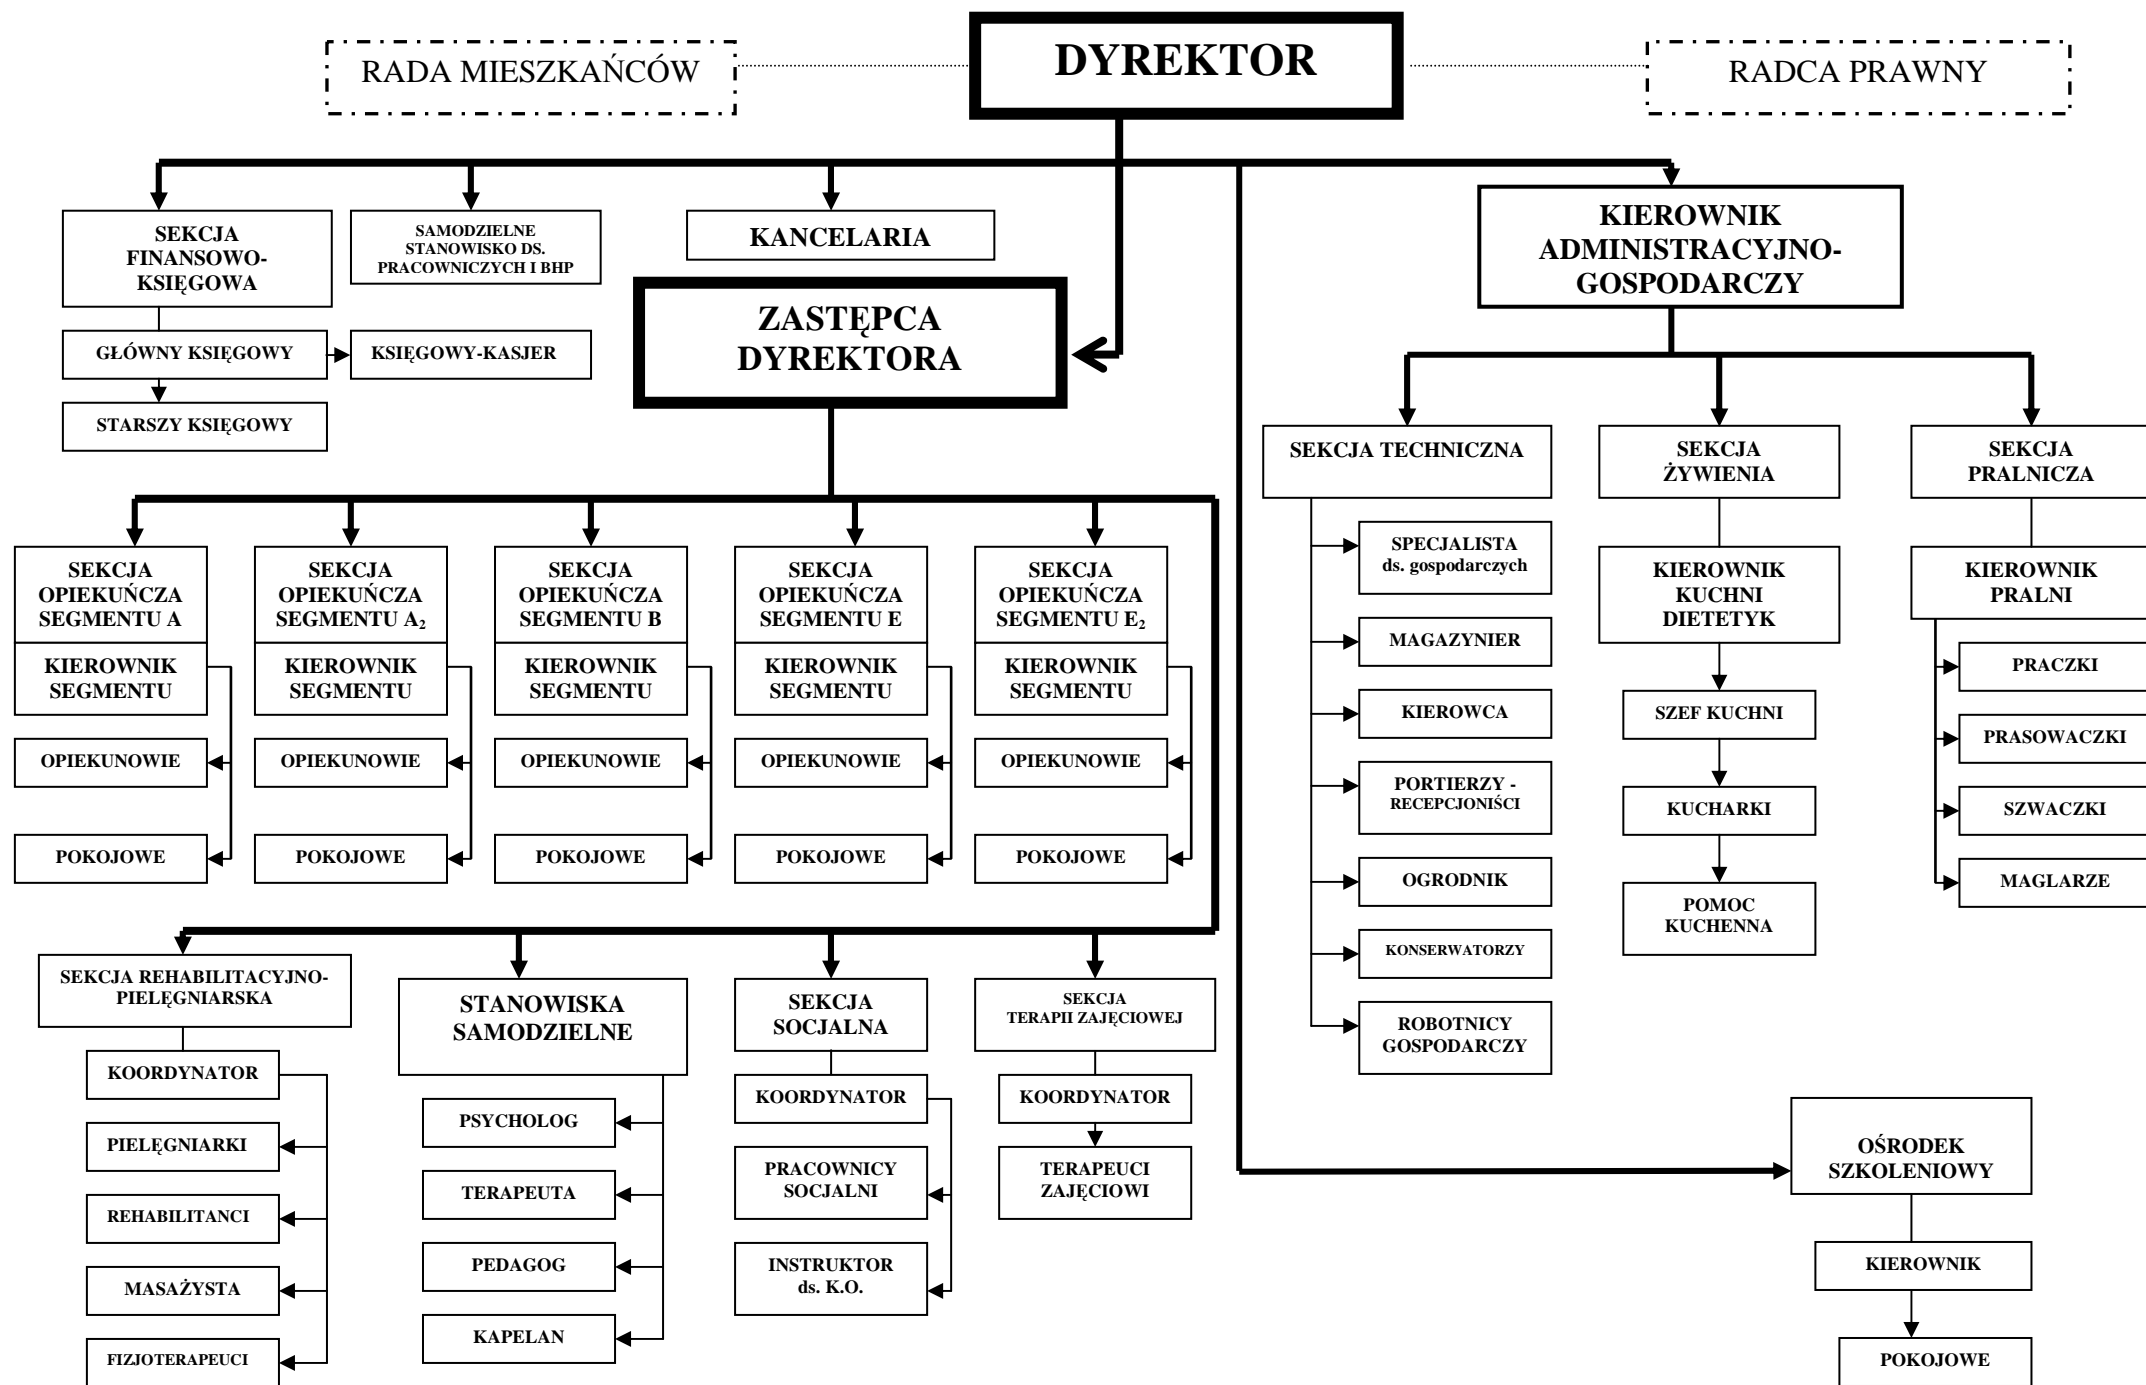 RADA MIESZKAŃCÓW
DYREKTOR
RADCA PRAWNY
SEKCJA
FINANSOWO-
KSIĘGOWA
SAMODZIELNE
STANOWISKO DS.
PRACOWNICZYCH I BHP
KANCELARIA
KIEROWNIK
ADMINISTRACYJNO-
GOSPODARCZY
GŁÓWNY KSIĘGOWY
KSIĘGOWY-KASJER
STARSZY KSIĘGOWY
ZASTĘPCA
DYREKTORA
SEKCJA TECHNICZNA
SEKCJA
ŻYWIENIA
SEKCJA
PRALNICZA
SEKCJA
OPIEKUŃCZA
SEGMENTU A
KIEROWNIK
SEGMENTU
OPIEKUNOWIE
POKOJOWE
SEKCJA
OPIEKUŃCZA
SEGMENTU A₂
KIEROWNIK
SEGMENTU
OPIEKUNOWIE
POKOJOWE
SEKCJA
OPIEKUŃCZA
SEGMENTU B
KIEROWNIK
SEGMENTU
OPIEKUNOWIE
POKOJOWE
SEKCJA
OPIEKUŃCZA
SEGMENTU E
KIEROWNIK
SEGMENTU
OPIEKUNOWIE
POKOJOWE
SEKCJA
OPIEKUŃCZA
SEGMENTU E₂
KIEROWNIK
SEGMENTU
OPIEKUNOWIE
POKOJOWE
SPECJALISTA
ds. gospodarczych
MAGAZYNIER
KIEROWCA
PORTIERZY -
RECEPCJONIŚCI
OGRODNIK
KONSERWATORZY
ROBOTNICY
GOSPODARCZY
KIEROWNIK
KUCHNI
DIETETYK
SZEF KUCHNI
KUCHARKI
POMOC
KUCHENNA
KIEROWNIK
PRALNI
PRACZKI
PRASOWACZKI
SZWACZKI
MAGLARZE
SEKCJA REHABILITACYJNO-
PIELĘGNIARSKA
KOORDYNATOR
PIELĘGNIARKI
REHABILITANCI
MASAŻYSTA
FIZJOTERAPEUCI
STANOWISKA
SAMODZIELNE
PSYCHOLOG
TERAPEUTA
PEDAGOG
KAPELAN
SEKCJA
SOCJALNA
KOORDYNATOR
PRACOWNICY
SOCJALNI
INSTRUKTOR
ds. K.O.
SEKCJA
TERAPII ZAJĘCIOWEJ
KOORDYNATOR
TERAPEUCI
ZAJĘCIOWI
OŚRODEK
SZKOLENIOWY
KIEROWNIK
POKOJOWE